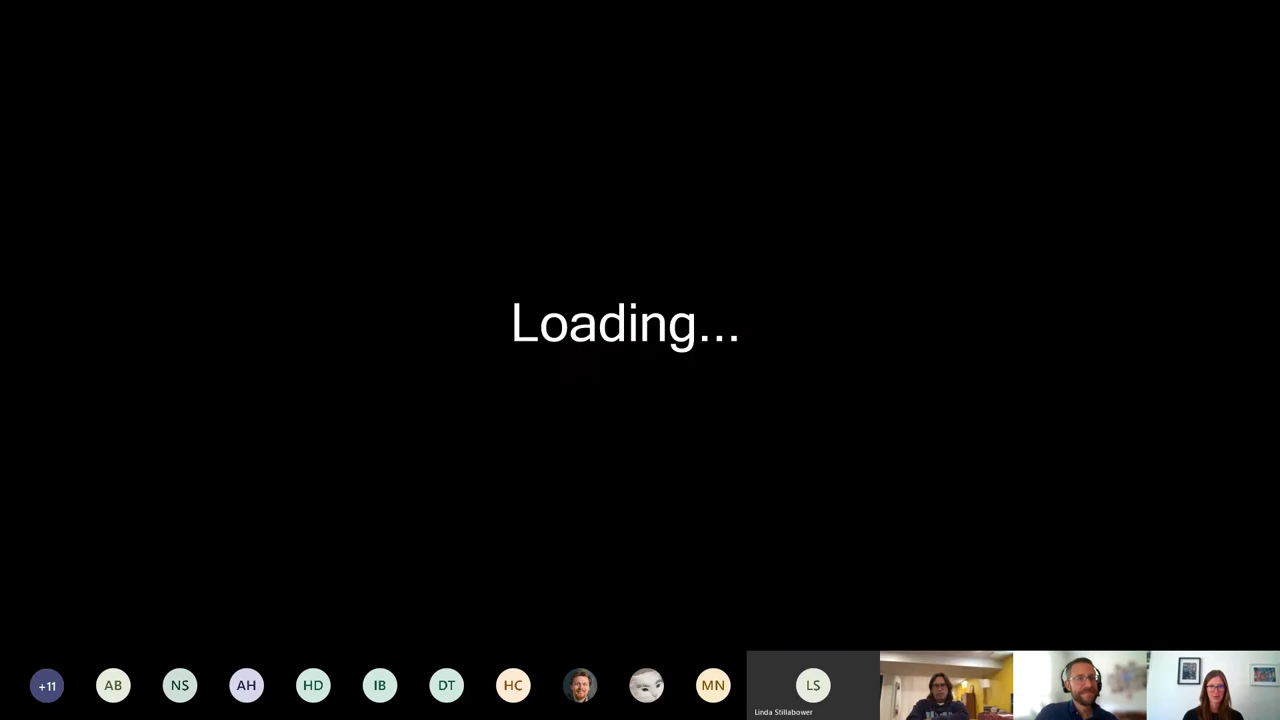 Loading...
+11
AB
NS
AH
HD
IB
DT
HC
MN
LS
Linda Stillabower